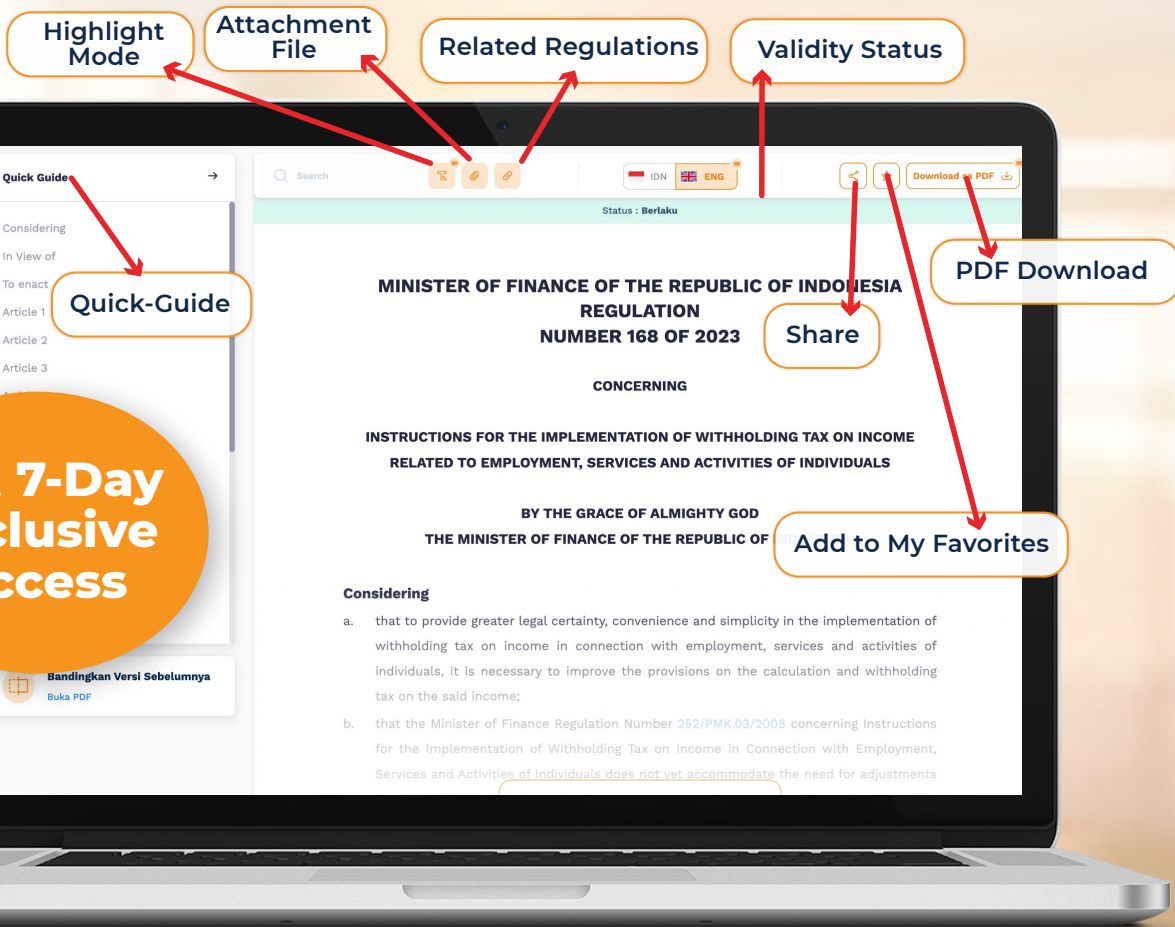 Highlight
Mode
Attachment
File
Related Regulations
Validity Status
Quick Guide
Search
IDN
ENG
Download as PDF
Status : Berlaku
Considering
In View of
To enact
Article 1
Article 2
Article 3
Quick-Guide
PDF Download
Share
Add to My Favorites
MINISTER OF FINANCE OF THE REPUBLIC OF INDONESIA
REGULATION
NUMBER 168 OF 2023
CONCERNING
INSTRUCTIONS FOR THE IMPLEMENTATION OF WITHHOLDING TAX ON INCOME
RELATED TO EMPLOYMENT, SERVICES AND ACTIVITIES OF INDIVIDUALS
BY THE GRACE OF ALMIGHTY GOD
THE MINISTER OF FINANCE OF THE REPUBLIC OF
7-Day
clusive
ccess
Considering
a. that to provide greater legal certainty, convenience and simplicity in the implementation of
withholding tax on income in connection with employment, services and activities of
individuals, it is necessary to improve the provisions on the calculation and withholding
tax on the said income;
b. that the Minister of Finance Regulation Number 252/PMK.03/2008 concerning Instructions
for the Implementation of Withholding Tax on Income in Connection with Employment,
Services and Activities of Individuals does not yet accommodate the need for adjustments
Bandingkan Versi Sebelumnya
Buka PDF